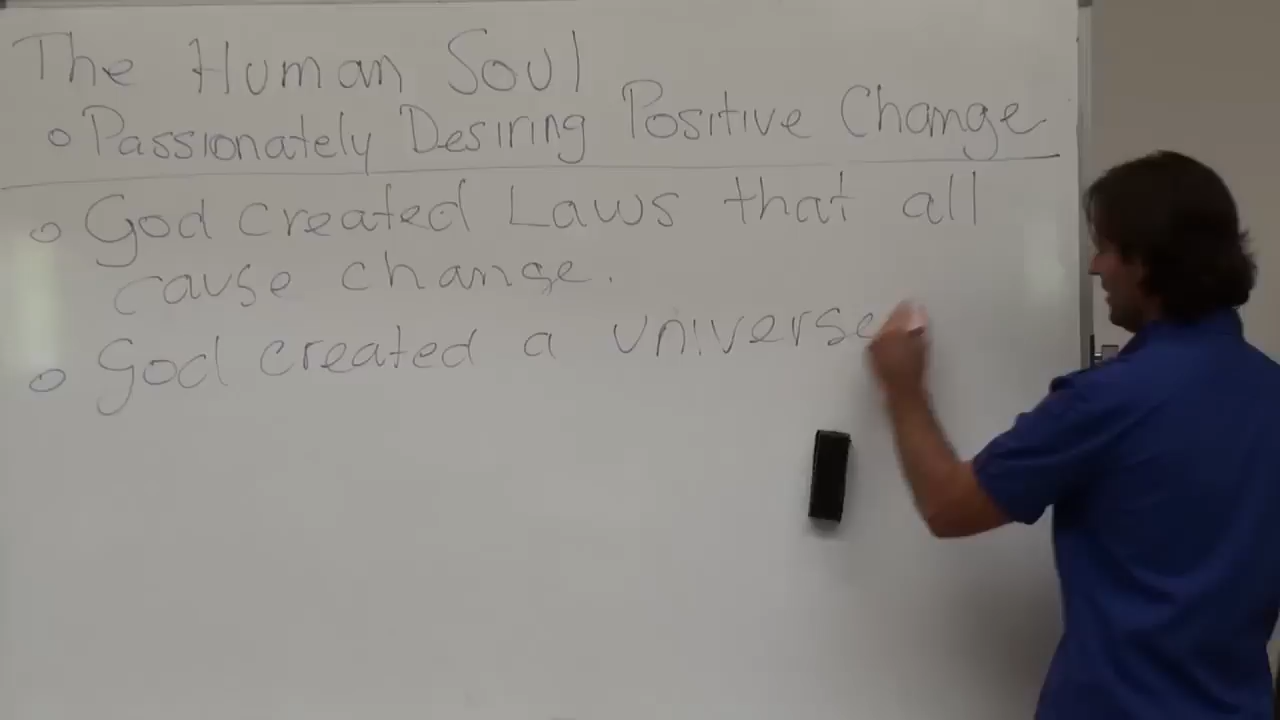 The Human Soul
o Passionately Desiring Positive Change
o God created Laws that all
cause change.
o God created a universe